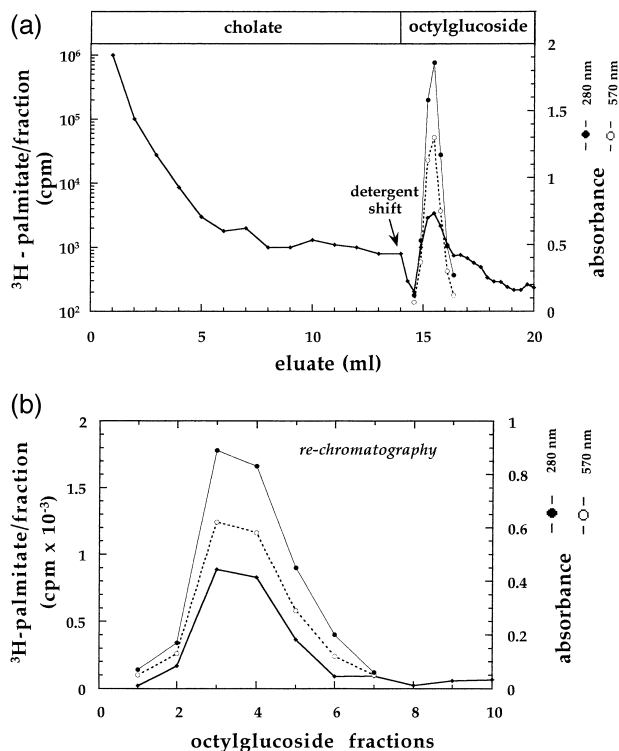 (a)
cholate octylglucoside
³H - palmitate/fraction
(cpm)
10⁶
10⁵
10⁴
10³
10²
2
1.5
1
0.5
0
absorbance
280 nm
570 nm
detergent
shift
0 5 10 15 20
eluate (ml)
(b)
³H-palmitate/fraction
(cpm x 10⁻³)
2
1.5
1
0.5
0
re-chromatography
1
0.8
0.6
0.4
0.2
0
absorbance
280 nm
570 nm
0 2 4 6 8 10
octylglucoside fractions